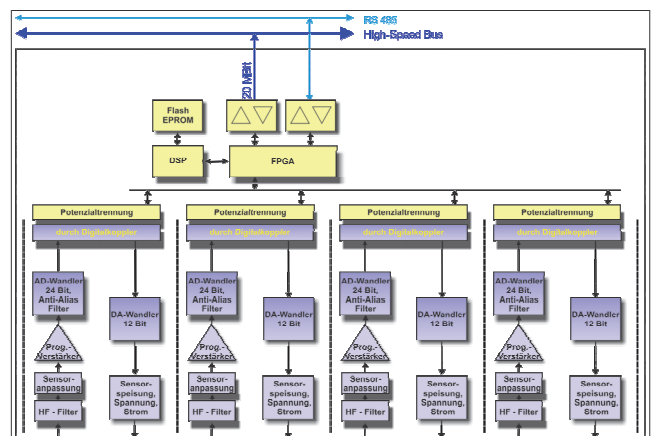 RS 485
High-Speed Bus
20 MBit
Flash
EPROM
DSP
FPGA
Potenzialtrennung
durch Digitalkoppler
AD-Wandler
24 Bit,
Anti-Alias
Filter
DA-Wandler
12 Bit
Prog.-
Verstärker
Sensor-
anpassung
HF - Filter
Sensor-
speisung,
Spannung,
Strom
Potenzialtrennung
durch Digitalkoppler
AD-Wandler
24 Bit,
Anti-Alias
Filter
DA-Wandler
12 Bit
Prog.-
Verstärker
Sensor-
anpassung
HF - Filter
Sensor-
speisung,
Spannung,
Strom
Potenzialtrennung
durch Digitalkoppler
AD-Wandler
24 Bit,
Anti-Alias
Filter
DA-Wandler
12 Bit
Prog.-
Verstärker
Sensor-
anpassung
HF - Filter
Sensor-
speisung,
Spannung,
Strom
Potenzialtrennung
durch Digitalkoppler
AD-Wandler
24 Bit,
Anti-Alias
Filter
DA-Wandler
12 Bit
Prog.-
Verstärker
Sensor-
anpassung
HF - Filter
Sensor-
speisung,
Spannung,
Strom